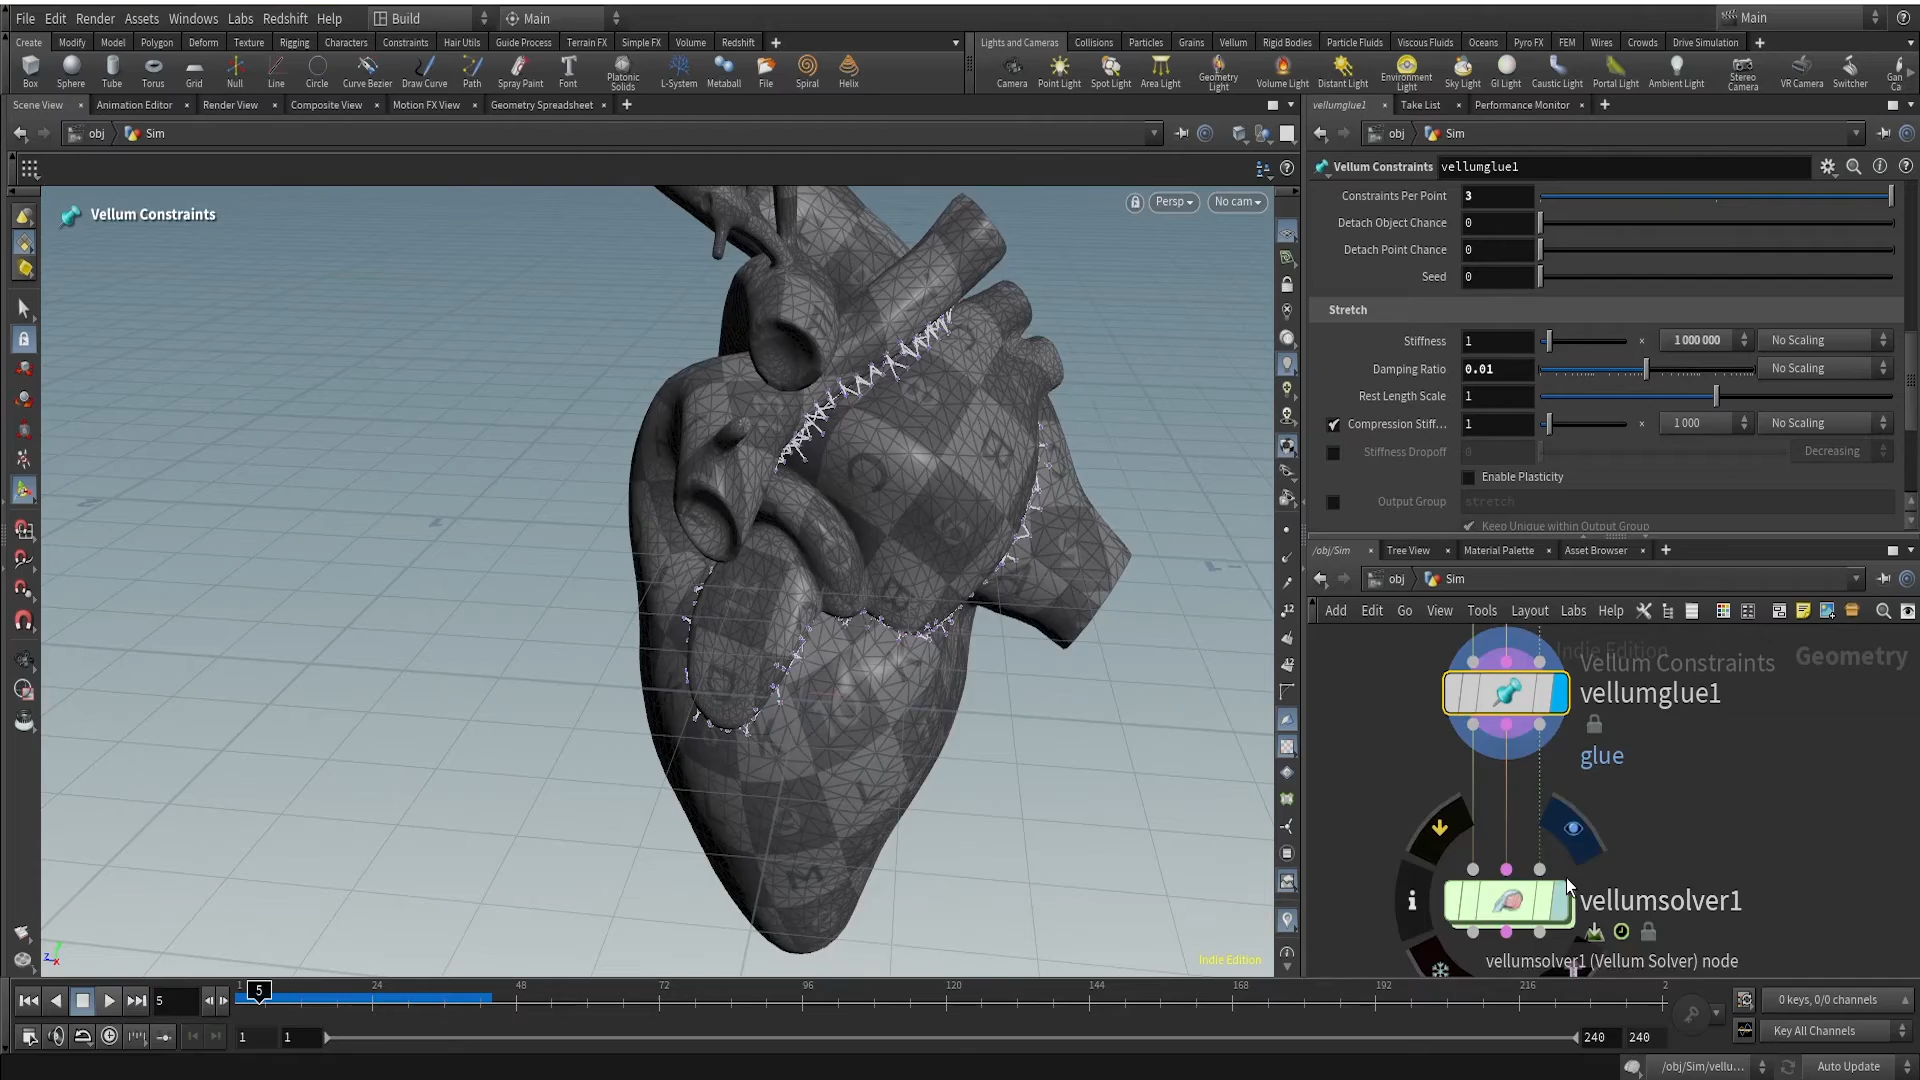 File Edit Render Assets Windows Labs Redshift Help Build Main Main
Create Modify Model Polygon Deform Texture Rigging Characters Constraints Hair Utils Guide Process Terrain FX Simple FX Volume Redshift
Lights and Cameras Collisions Particles Grains Vellum Rigid Bodies Particle Fluids Viscous Fluids Oceans Pyro FX FEM Wires Crowds Drive Simulation
Box Sphere Tube Torus Grid Null Line Circle Curve Bezier Draw Curve Path Spray Paint Font Platonic Solids L-System Metaball File Spiral Helix
Camera Point Light Spot Light Area Light Geometry Light Volume Light Distant Light Environment Light Sky Light GI Light Caustic Light Portal Light Ambient Light Stereo Camera VR Camera Switcher Gan Ca
Scene View Animation Editor Render View Composite View Motion FX View Geometry Spreadsheet
vellumglue1 Take List Performance Monitor
obj Sim
obj Sim
Vellum Constraints vellumglue1
Vellum Constraints
Persp No cam
Constraints Per Point 3
Detach Object Chance 0
Detach Point Chance 0
Seed 0
Stretch
Stiffness 1 × 1 000 000 No Scaling
Damping Ratio 0.01 No Scaling
Rest Length Scale 1
Compression Stiff... 1 × 1 000 No Scaling
Stiffness Dropoff 0 Decreasing
Enable Plasticity
Output Group stretch
Keep Unique within Output Group
/obj/Sim Tree View Material Palette Asset Browser
obj Sim
Add Edit Go View Tools Layout Labs Help
Indie Edition
Geometry
Vellum Constraints
vellumglue1
glue
vellumsolver1
vellumsolver1 (Vellum Solver) node
Indie Edition
5
1 5 24 48 72 96 120 144 168 192 216 2
0 keys, 0/0 channels
1 1 240 240
Key All Channels
/obj/Sim/vellu... Auto Update